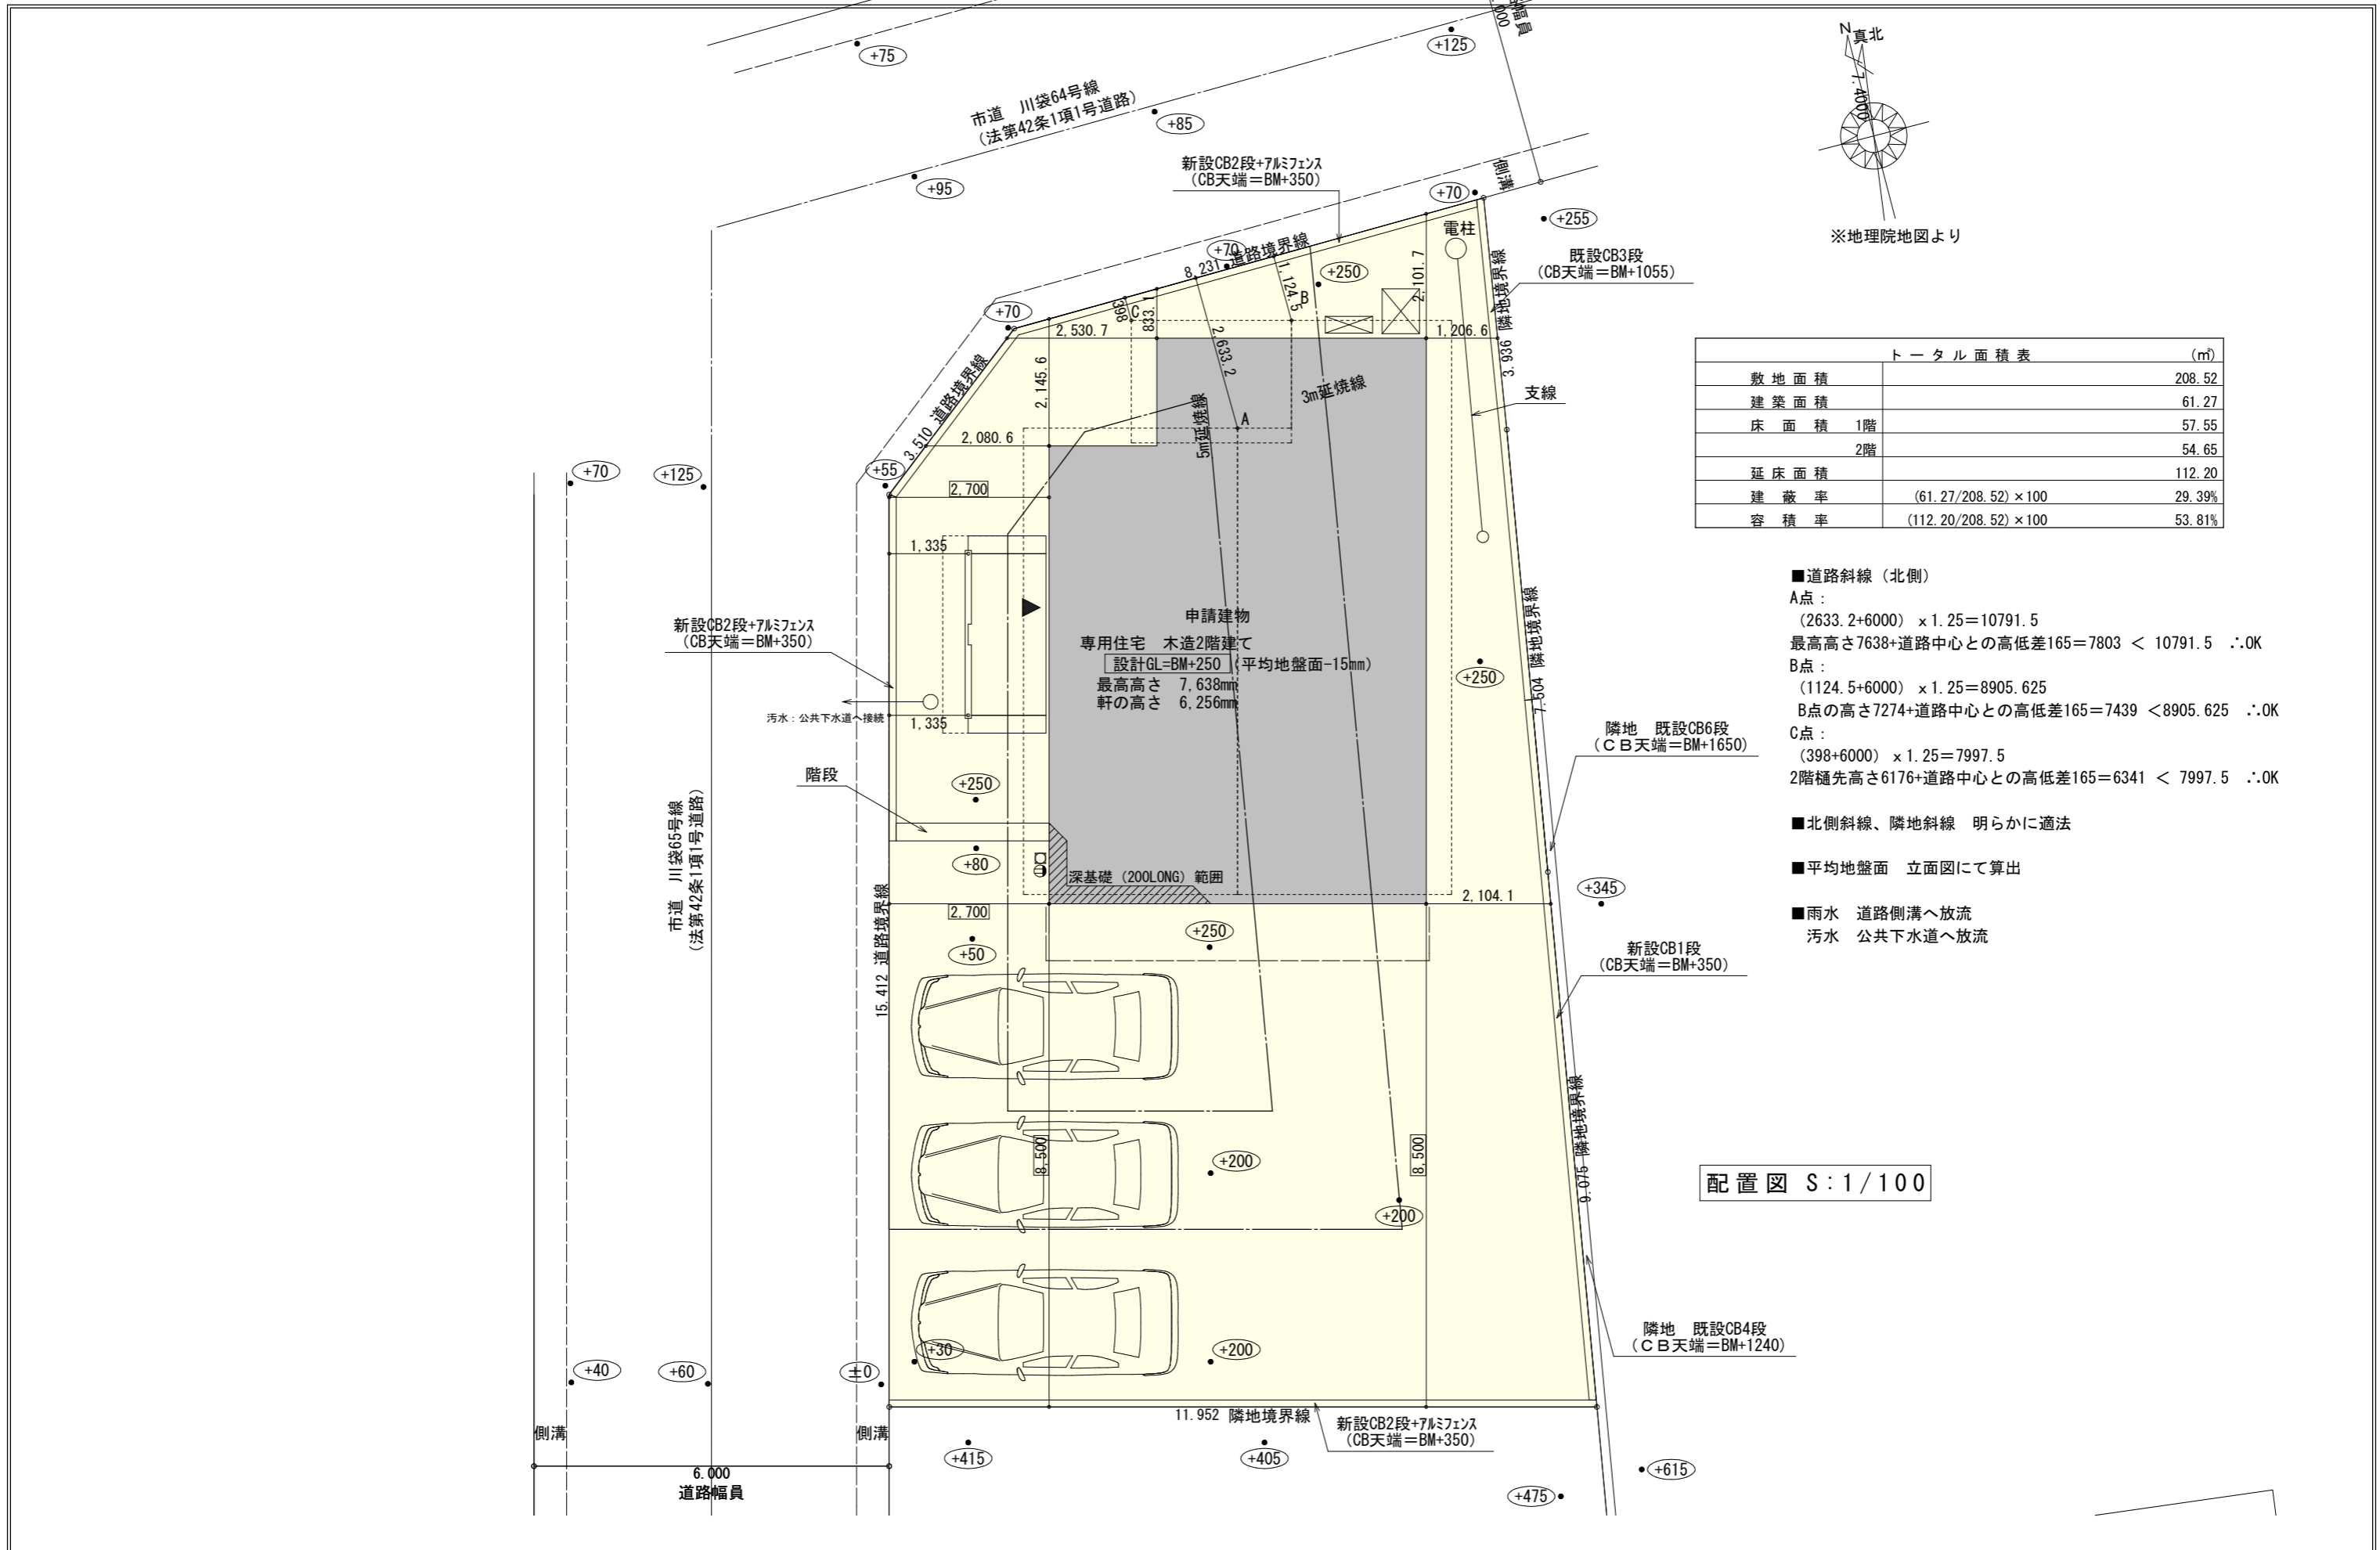 +75
+125
幅員
市道　川袋64号線
(法第42条1項1号道路)
+85
+95
N
真北
7.4000
※地理院地図より
新設CB2段+アルミフェンス
(CB天端=BM+350)
+70
側溝
+255
電柱
既設CB3段
(CB天端=BM+1055)
+70
8,231 道路境界線
+250
1,124.5
2,101.7
B
+70
398
C
833.1
2,530.7
1,206.6
3.936 隣地境界線
2,633.2
2,145.6
3m延焼線
5m延焼線
A
支線
3.510 道路境界線
2,080.6
+55
2,700
+70
+125
1,335
トータル面積表　(㎡)
敷地面積　208.52
建築面積　61.27
床面積　1階　57.55
2階　54.65
延床面積　112.20
建蔽率　(61.27/208.52)×100　29.39%
容積率　(112.20/208.52)×100　53.81%
■道路斜線（北側）
A点：
(2633.2+6000) x1.25=10791.5
最高高さ7638+道路中心との高低差165=7803 < 10791.5 ∴OK
B点：
(1124.5+6000) x1.25=8905.625
B点の高さ7274+道路中心との高低差165=7439 <8905.625 ∴OK
C点：
(398+6000) x1.25=7997.5
2階樋先高さ6176+道路中心との高低差165=6341 < 7997.5 ∴OK
■北側斜線、隣地斜線　明らかに適法
■平均地盤面　立面図にて算出
■雨水　道路側溝へ放流
汚水　公共下水道へ放流
申請建物
専用住宅　木造2階建て
設計GL=BM+250 (平均地盤面-15mm)
最高高さ　7,638mm
軒の高さ　6,256mm
新設CB2段+アルミフェンス
(CB天端=BM+350)
汚水：公共下水道へ接続
1,335
+250
7.504 隣地境界線
隣地　既設CB6段
(CB天端=BM+1650)
階段
+250
+80
市道　川袋65号線
(法第42条1項1号道路)
深基礎（200LONG）範囲
2,104.1
+345
2,700
+250
+50
15.412 道路境界線
新設CB1段
(CB天端=BM+350)
8,500
8,500
+200
+200
9.075 隣地境界線
配置図 S:1/100
隣地　既設CB4段
(CB天端=BM+1240)
+30
+200
+40
+60
±0
側溝
側溝
11.952 隣地境界線
新設CB2段+アルミフェンス
(CB天端=BM+350)
+415
+405
+475
+615
6.000
道路幅員